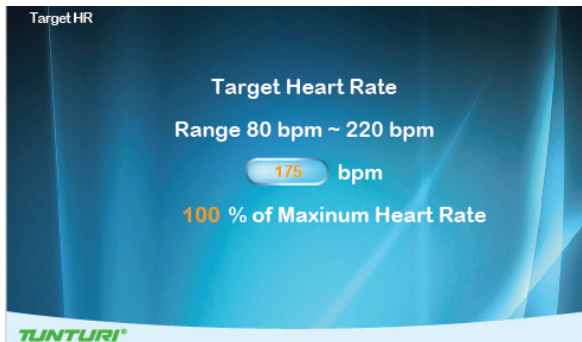 Target HR
Target Heart Rate
Range 80 bpm ~ 220 bpm
175 bpm
100 % of Maxinum Heart Rate
TUNTURI®